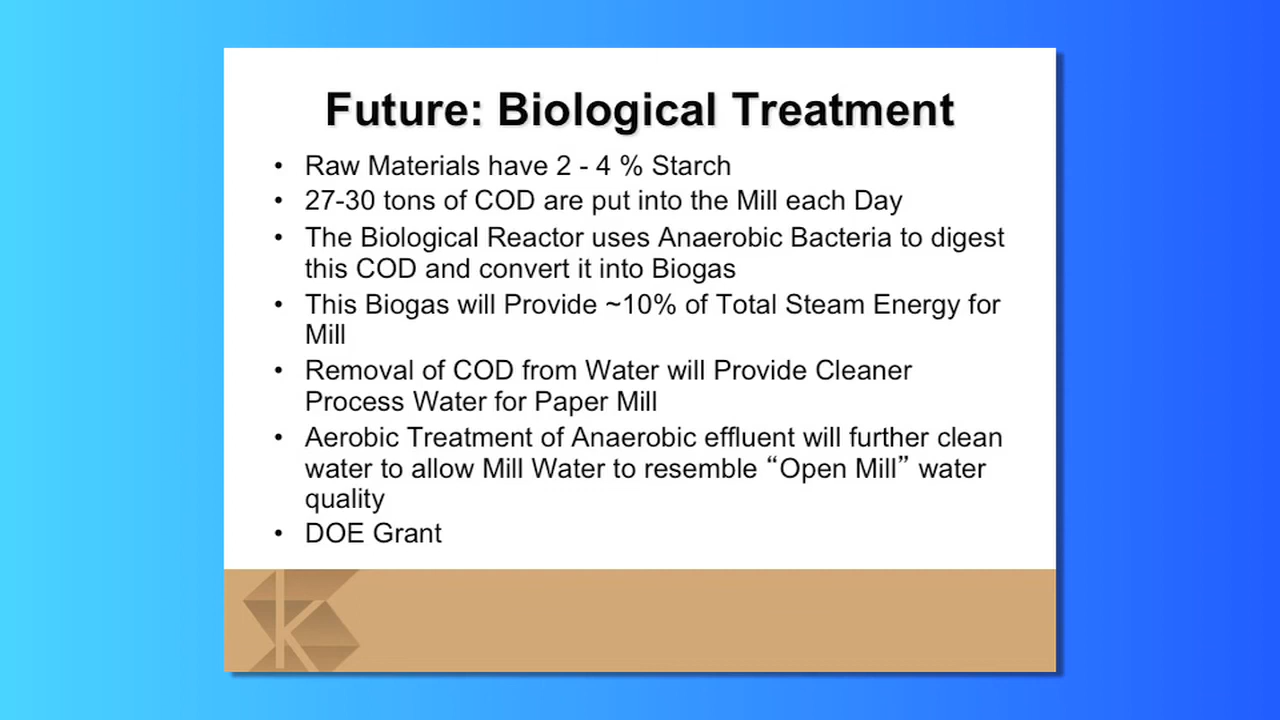 Future: Biological Treatment
• Raw Materials have 2 - 4 % Starch
• 27-30 tons of COD are put into the Mill each Day
• The Biological Reactor uses Anaerobic Bacteria to digest
this COD and convert it into Biogas
• This Biogas will Provide ~10% of Total Steam Energy for
Mill
• Removal of COD from Water will Provide Cleaner
Process Water for Paper Mill
• Aerobic Treatment of Anaerobic effluent will further clean
water to allow Mill Water to resemble “Open Mill” water
quality
• DOE Grant
k